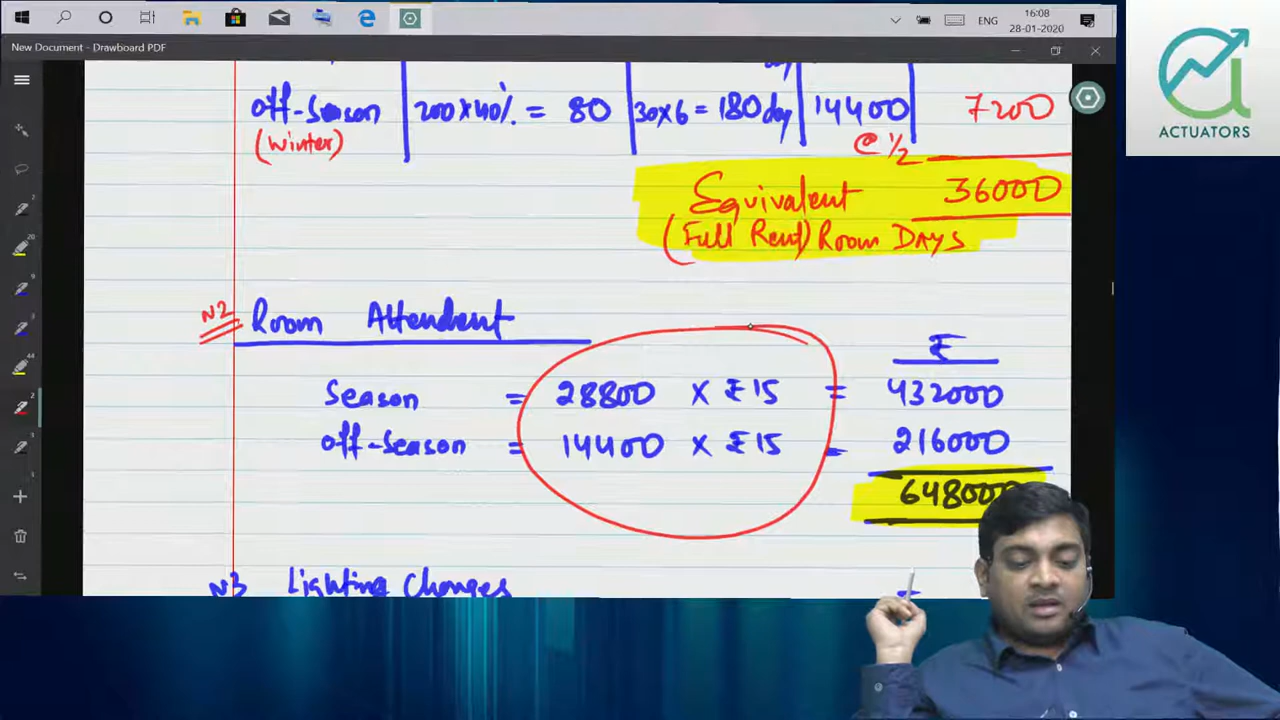 16:08
ENG
28-01-2020
New Document - Drawboard PDF
ACTUATORS
off-Season | 200×40% = 80 | 30×6 = 180 day | 14400 7200
(Winter) @ 1/2
Equivalent 36000
(Full Rent) Room DAYS
N2 Room Attendent
₹
Season = 28800 × ₹15 = 432000
off-season = 14400 × ₹15 = 216000
648000
N3 Lighting Charges